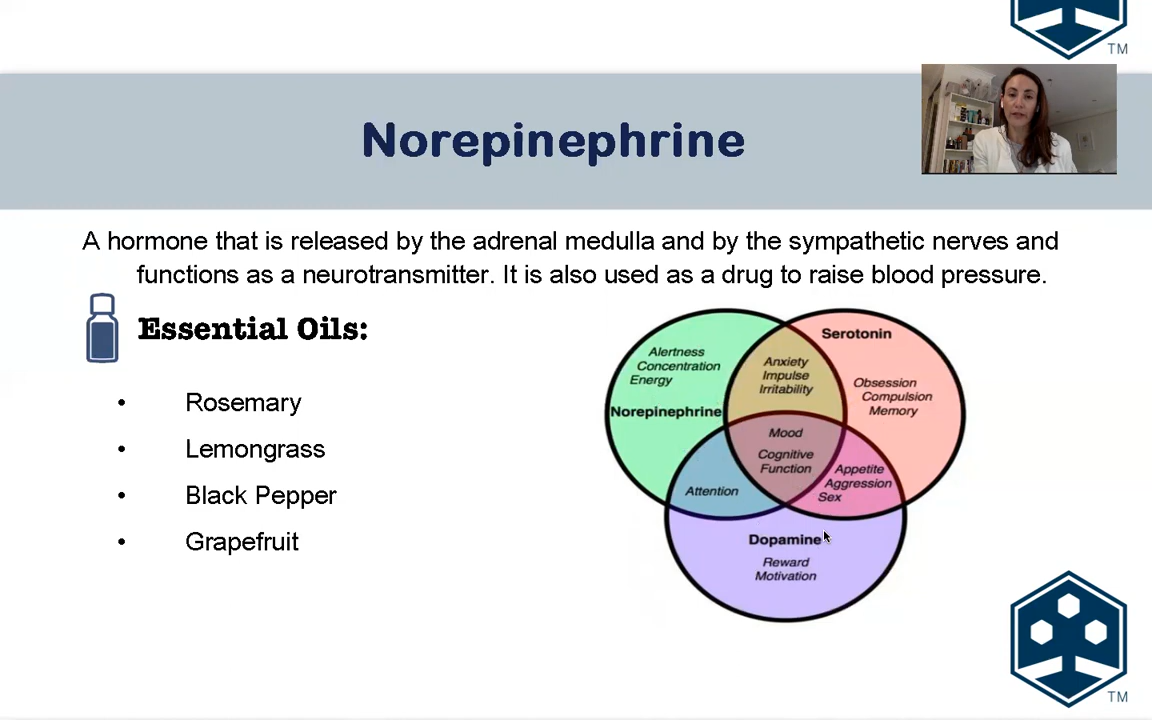 TM
Norepinephrine
A hormone that is released by the adrenal medulla and by the sympathetic nerves and
functions as a neurotransmitter. It is also used as a drug to raise blood pressure.
Essential Oils:
• Rosemary
• Lemongrass
• Black Pepper
• Grapefruit
Alertness
Concentration
Energy
Norepinephrine
Anxiety
Impulse
Irritability
Serotonin
Obsession
Compulsion
Memory
Mood
Cognitive
Function
Attention
Appetite
Aggression
Sex
Dopamine
Reward
Motivation
TM